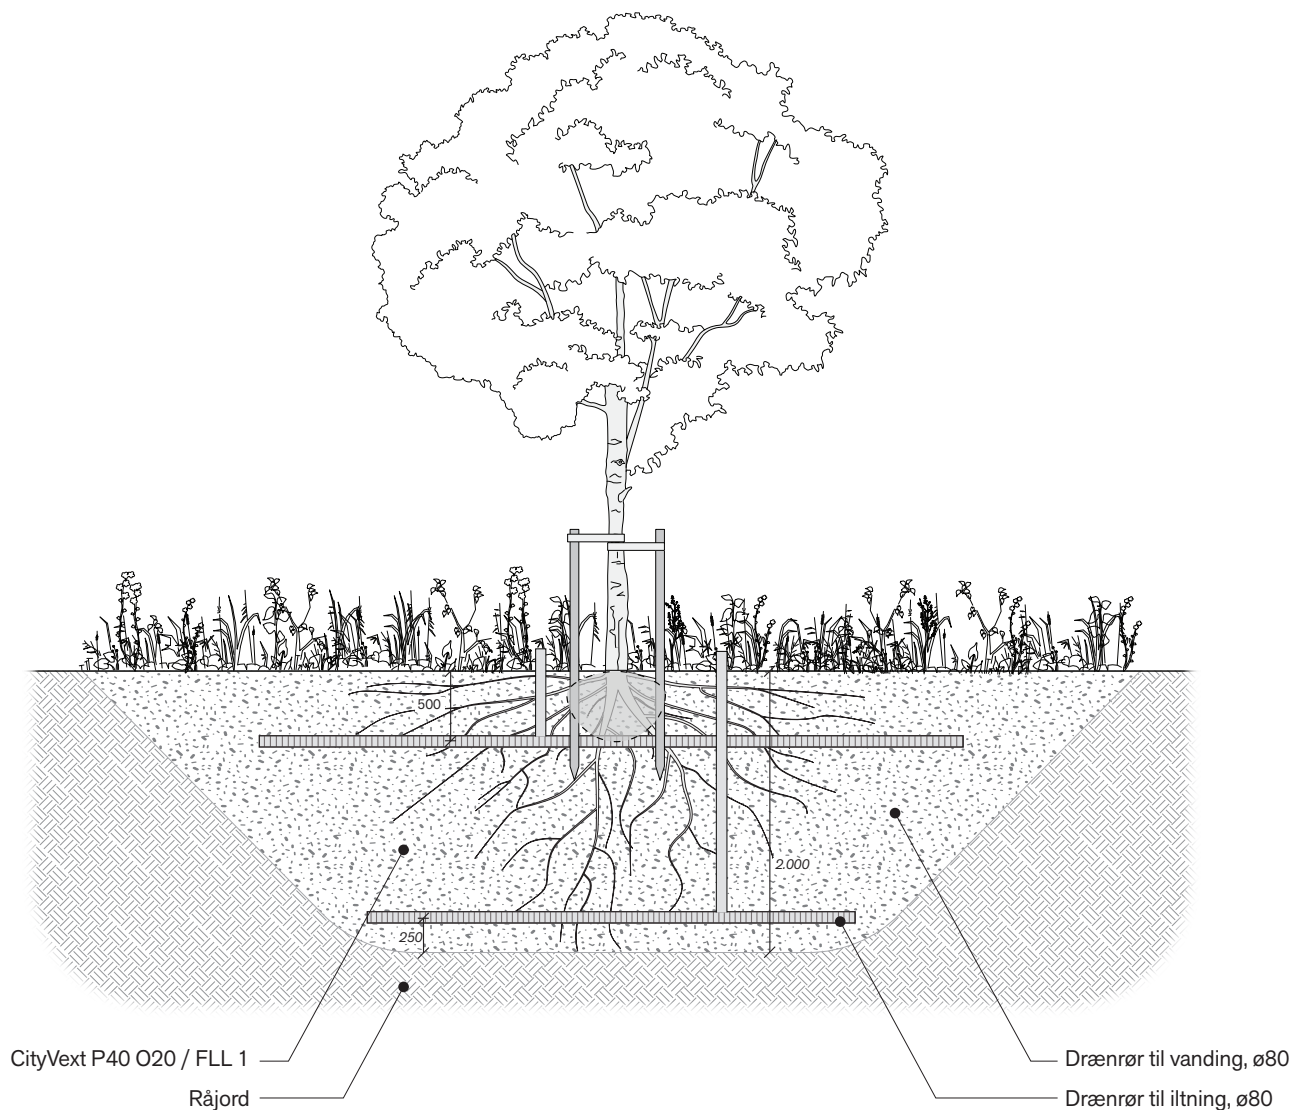 500
2.000
250
CityVext P40 O20 / FLL 1
Råjord
Drænrør til vanding, ø80
Drænrør til iltning, ø80